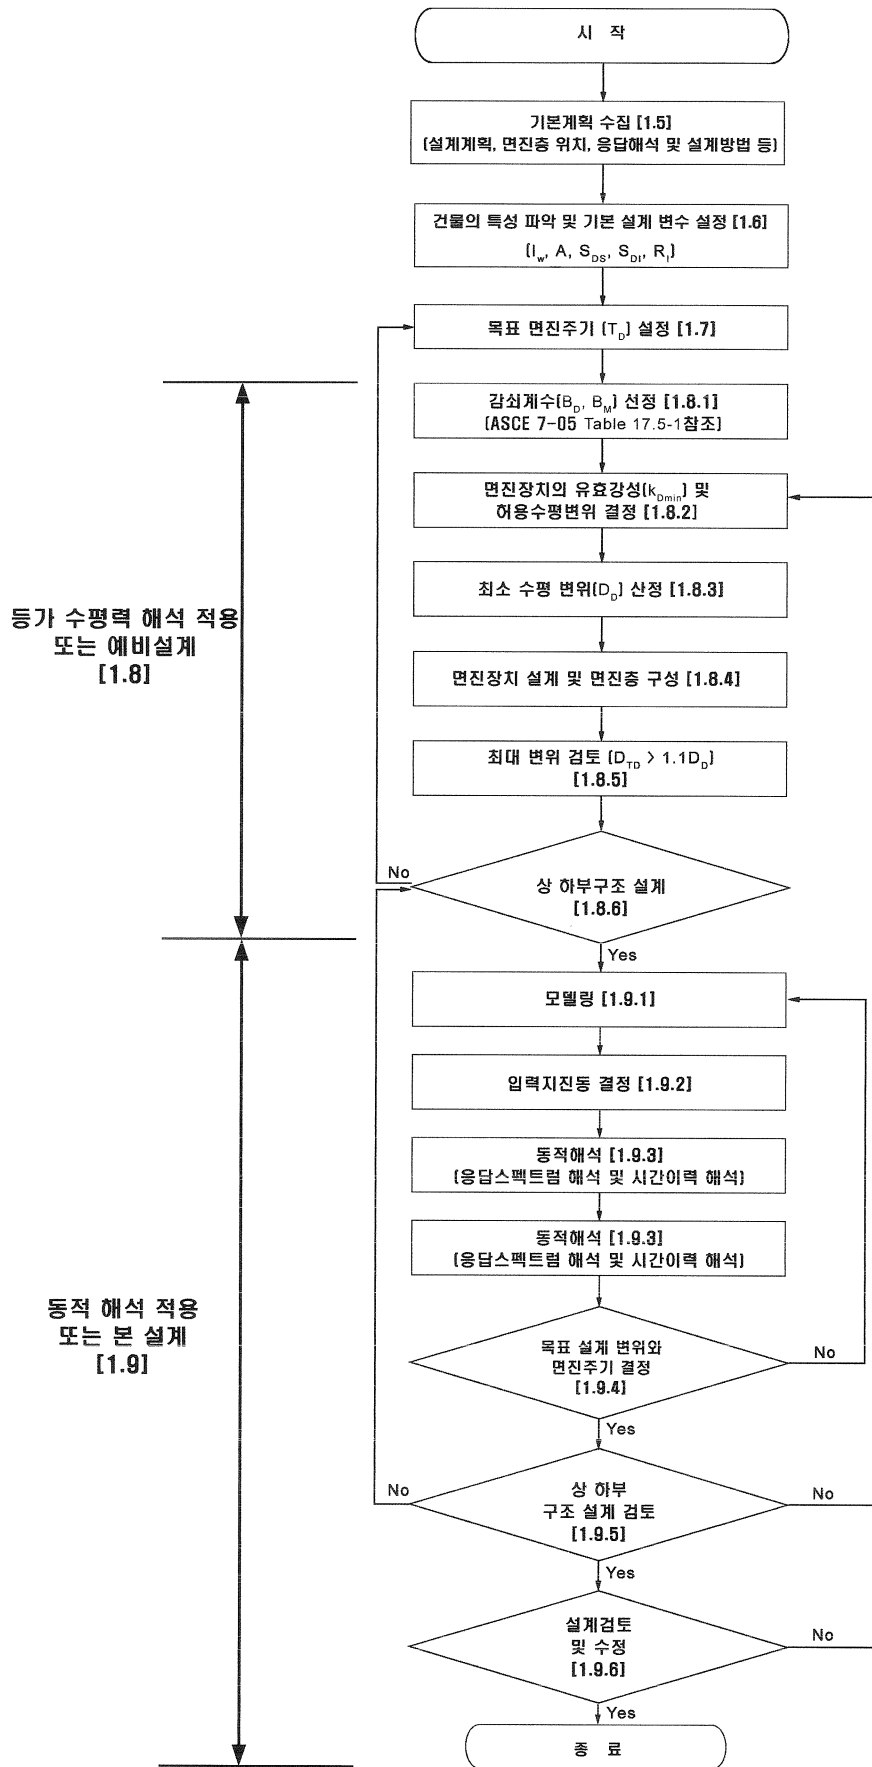 시 작
기본계획 수집 [1.5]
(설계계획, 면진층 위치, 응답해석 및 설계방법 등)
건물의 특성 파악 및 기본 설계 변수 설정 [1.6]
(I_w, A, S_DS, S_DI, R_I)
목표 면진주기 (T_D) 설정 [1.7]
감쇠계수(B_D, B_M) 선정 [1.8.1]
(ASCE 7-05 Table 17.5-1참조)
면진장치의 유효강성(k_Dmin) 및
허용수평변위 결정 [1.8.2]
최소 수평 변위(D_D) 산정 [1.8.3]
등가 수평력 해석 적용
또는 예비설계
[1.8]
면진장치 설계 및 면진층 구성 [1.8.4]
최대 변위 검토 (D_TD > 1.1D_D)
[1.8.5]
No
상 하부구조 설계
[1.8.6]
Yes
모델링 [1.9.1]
입력지진동 결정 [1.9.2]
동적해석 [1.9.3]
(응답스펙트럼 해석 및 시간이력 해석)
동적해석 [1.9.3]
(응답스펙트럼 해석 및 시간이력 해석)
동적 해석 적용
또는 본 설계
[1.9]
목표 설계 변위와
면진주기 결정
[1.9.4]
No
Yes
No
상 하부
구조 설계 검토
[1.9.5]
No
Yes
설계검토
및 수정
[1.9.6]
No
Yes
종 료